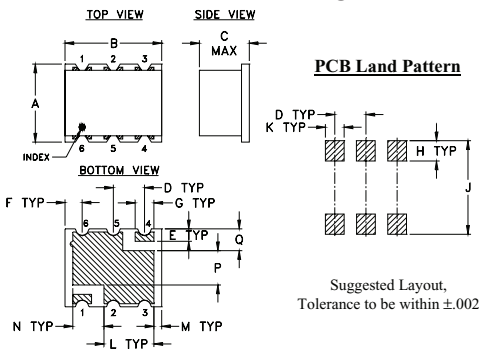 TOP VIEW
SIDE VIEW
B
C
MAX
A
1 2 3
INDEX
6 5 4
PCB Land Pattern
D TYP
K TYP
H TYP
J
BOTTOM VIEW
D TYP
F TYP
G TYP
6 5 4
E TYP
Q
P
1 2 3
N TYP
M TYP
L TYP
Suggested Layout,
Tolerance to be within ±.002